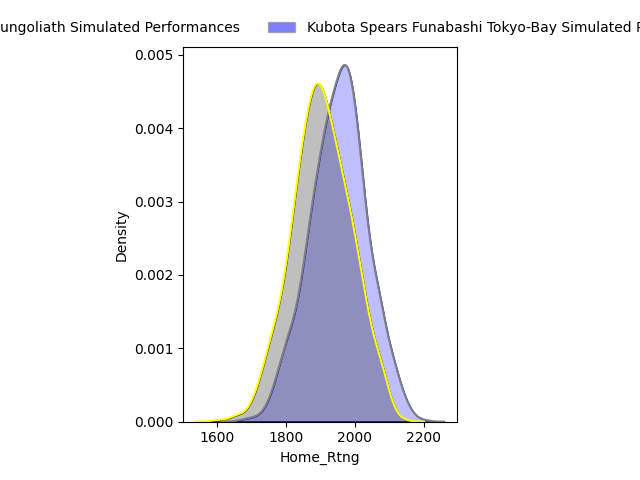 ungoliath Simulated Performances Kubota Spears Funabashi Tokyo-Bay Simulated
0.005
0.004
0.003
0.002
0.001
0.000
Density
1600 1800 2000 2200
Home_Rtng